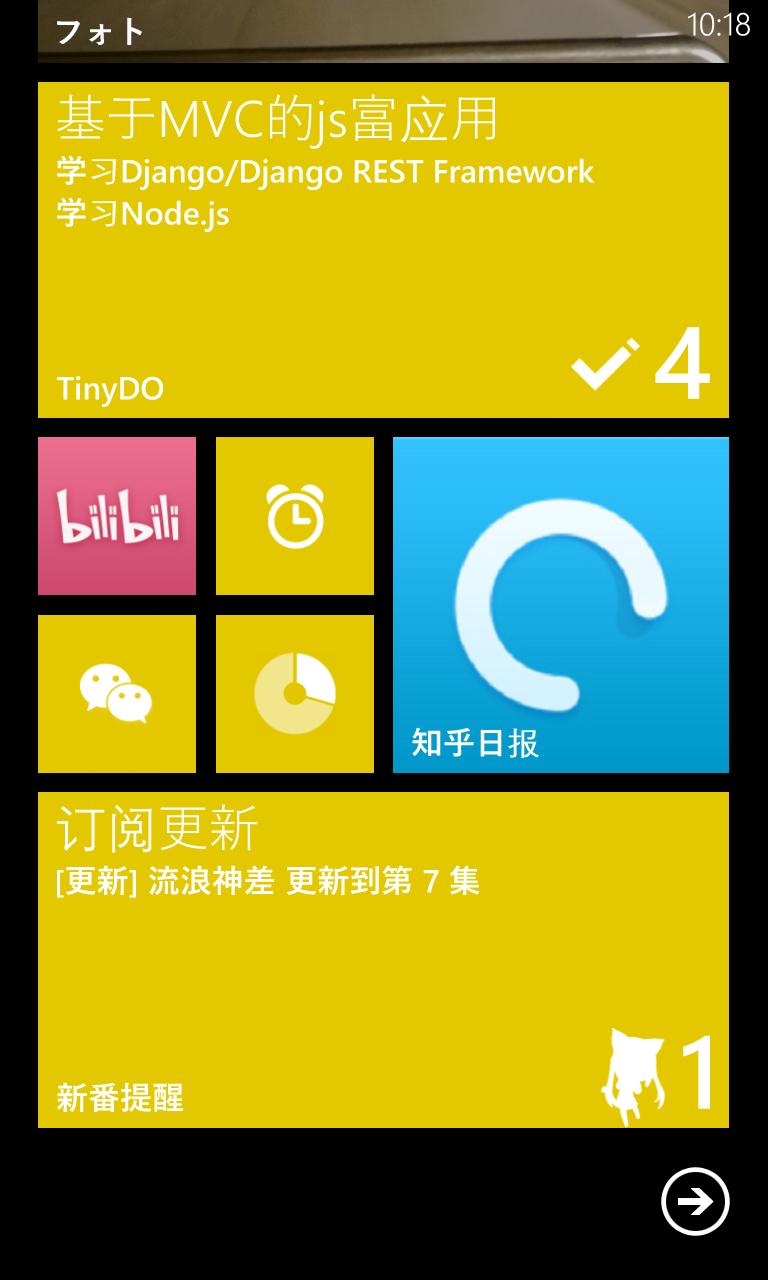 フォト
10:18
基于MVC的js富应用
学习Django/Django REST Framework
学习Node.js
TinyDO
4
bilibili
知乎日报
订阅更新
[更新] 流浪神差 更新到第 7 集
新番提醒
1